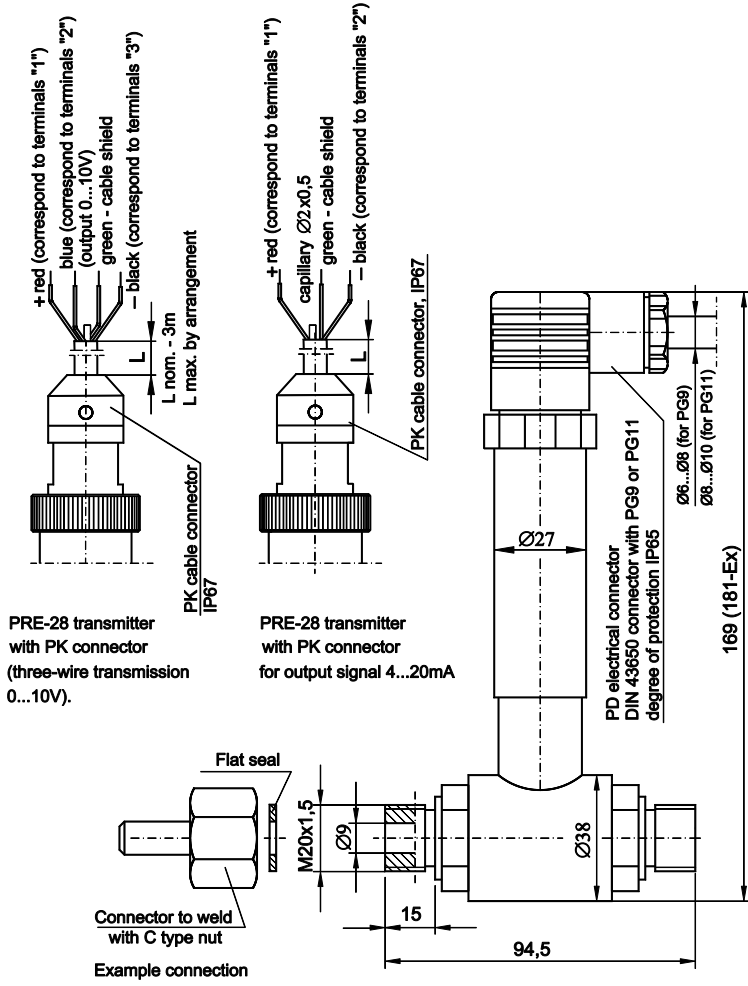 + red (correspond to terminals "1")
blue (correspond to terminals "2")
(output 0...10V)
green - cable shield
– black (correspond to terminals "3")
L
L nom. - 3m
L max. by arrangement
PK cable connector
IP67
PRE-28 transmitter
with PK connector
(three-wire transmission
0...10V).
+ red (correspond to terminals "1")
capillary Ø2x0,5
green - cable shield
– black (correspond to terminals "2")
L
PK cable connector, IP67
PRE-28 transmitter
with PK connector
for output signal 4...20mA
Ø27
Ø6...Ø8 (for PG9)
Ø8...Ø10 (for PG11)
PD electrical connector
DIN 43650 connector with PG9 or PG11
degree of protection IP65
169 (181-Ex)
Flat seal
M20x1,5
Ø9
Ø38
15
94,5
Connector to weld
with C type nut
Example connection